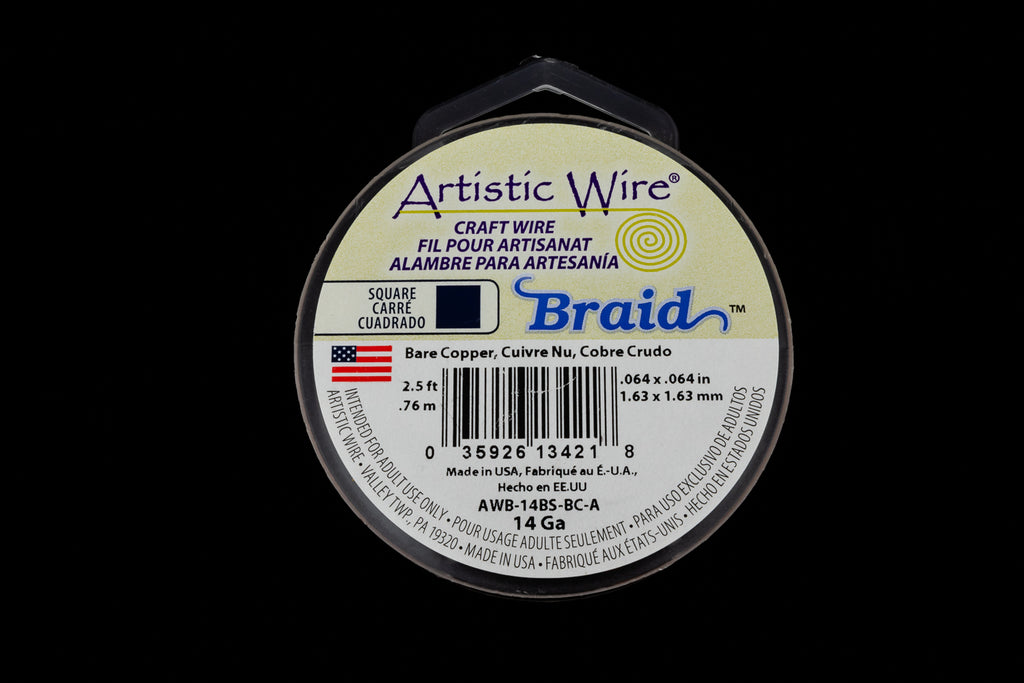 Artistic Wire®
CRAFT WIRE
FIL POUR ARTISANAT
ALAMBRE PARA ARTESANÍA
SQUARE
CARRÉ
CUADRADO
Braid™
Bare Copper, Cuivre Nu, Cobre Crudo
2.5 ft
.76 m
.064 x .064 in
1.63 x 1.63 mm
0 35926 13421 8
Made in USA, Fabriqué au É.-U.A.,
Hecho en EE.UU
AWB-14BS-BC-A
14 Ga
INTENDED FOR ADULT USE ONLY • POUR USAGE ADULTE SEULEMENT • PARA USO EXCLUSIVO DE ADULTOS
ARTISTIC WIRE • VALLEY TWP., PA 19320 • MADE IN USA • FABRIQUÉ AUX ÉTATS-UNIS • HECHO EN ESTADOS UNIDOS